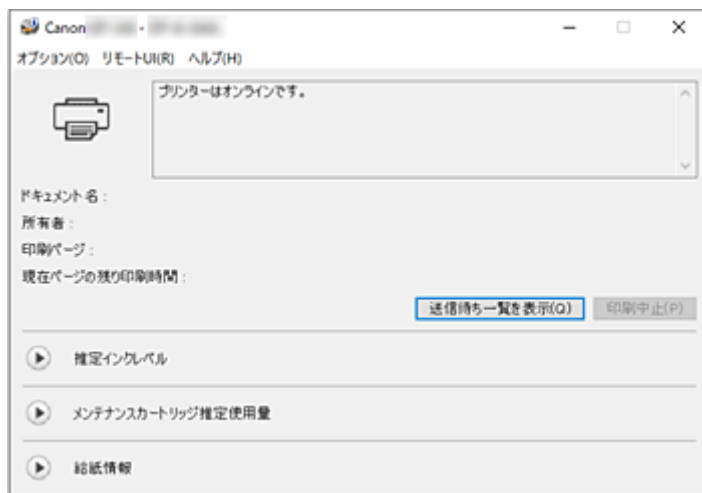 Canon -
オプション(O) リモートUI(R) ヘルプ(H)
プリンターはオンラインです。
ドキュメント名 :
所有者 :
印刷ページ :
現在ページの残り印刷時間 :
送信待ち一覧を表示(Q) 印刷中止(P)
推定インクレベル
メンテナンスカートリッジ推定使用量
給紙情報